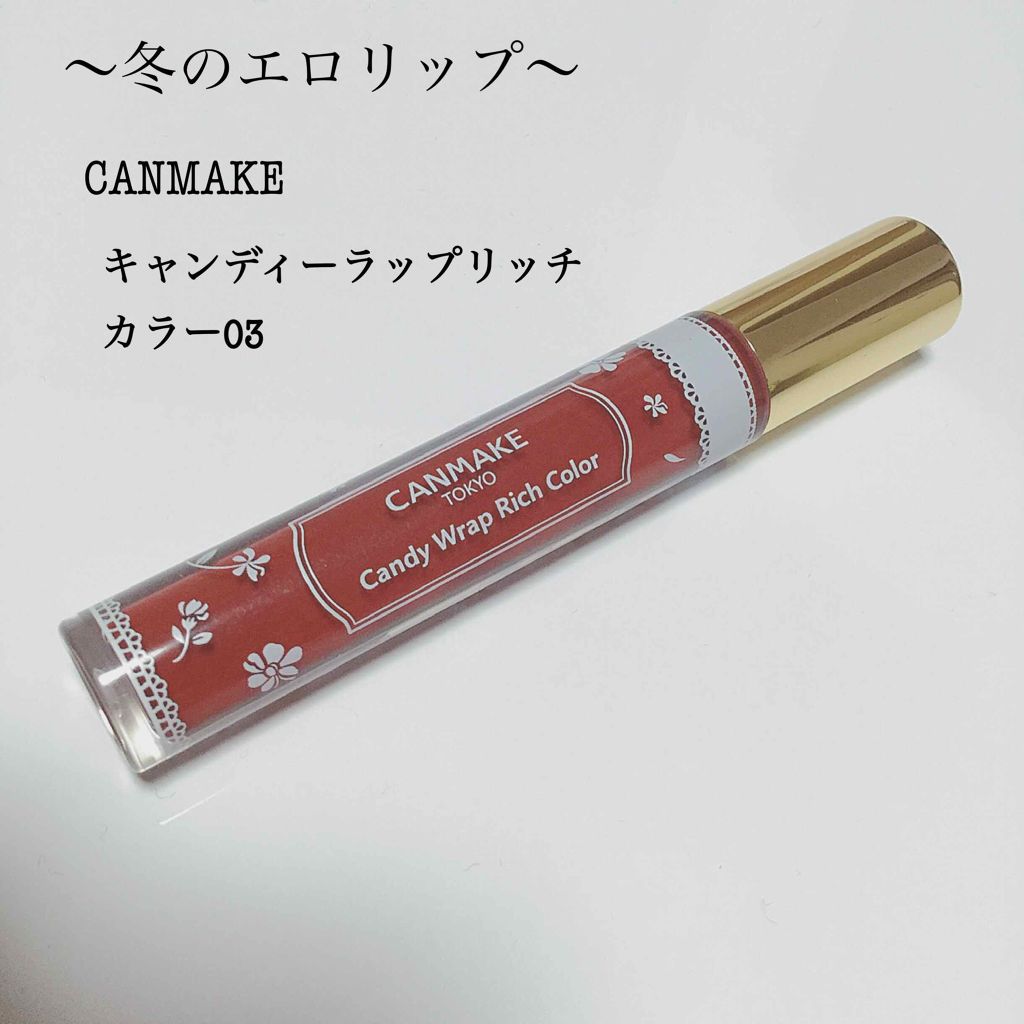 ～冬のエロリップ～
CANMAKE
キャンディーラップリッチ
カラー03
CANMAKE
TOKYO
Candy Wrap Rich Color